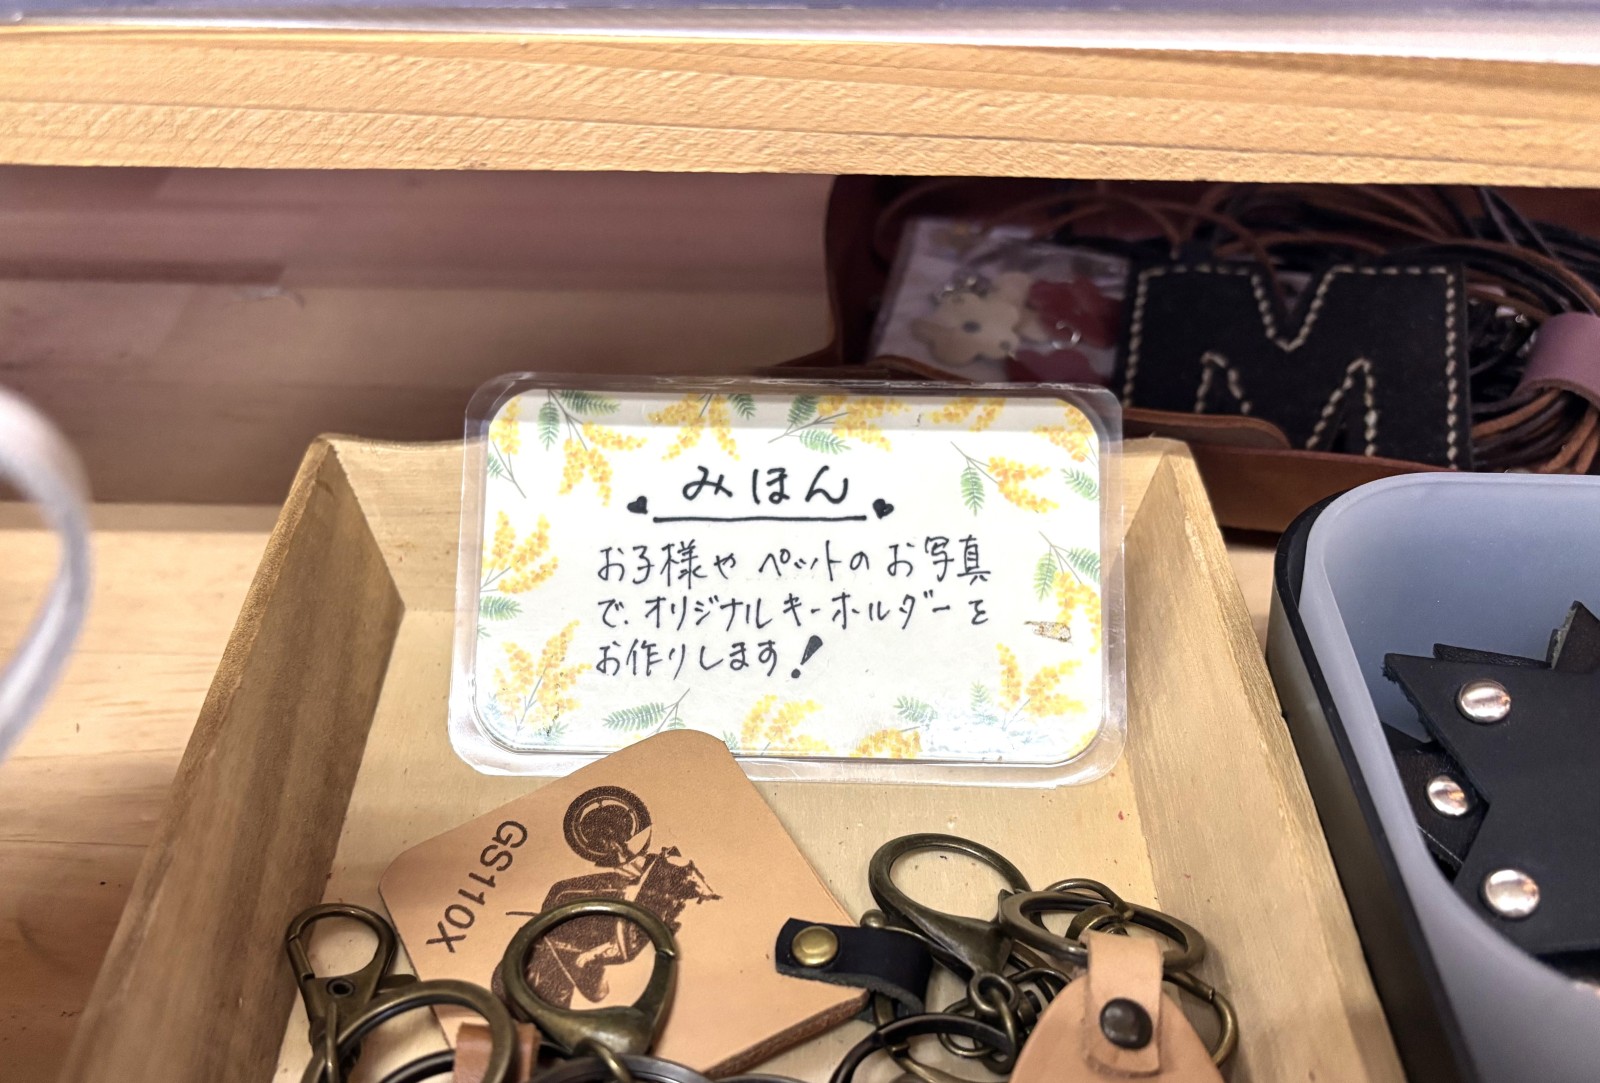 みほん
お子様や ペットの お写真
で、オリジナルキーホルダーを
お作りします!
GS110X
M